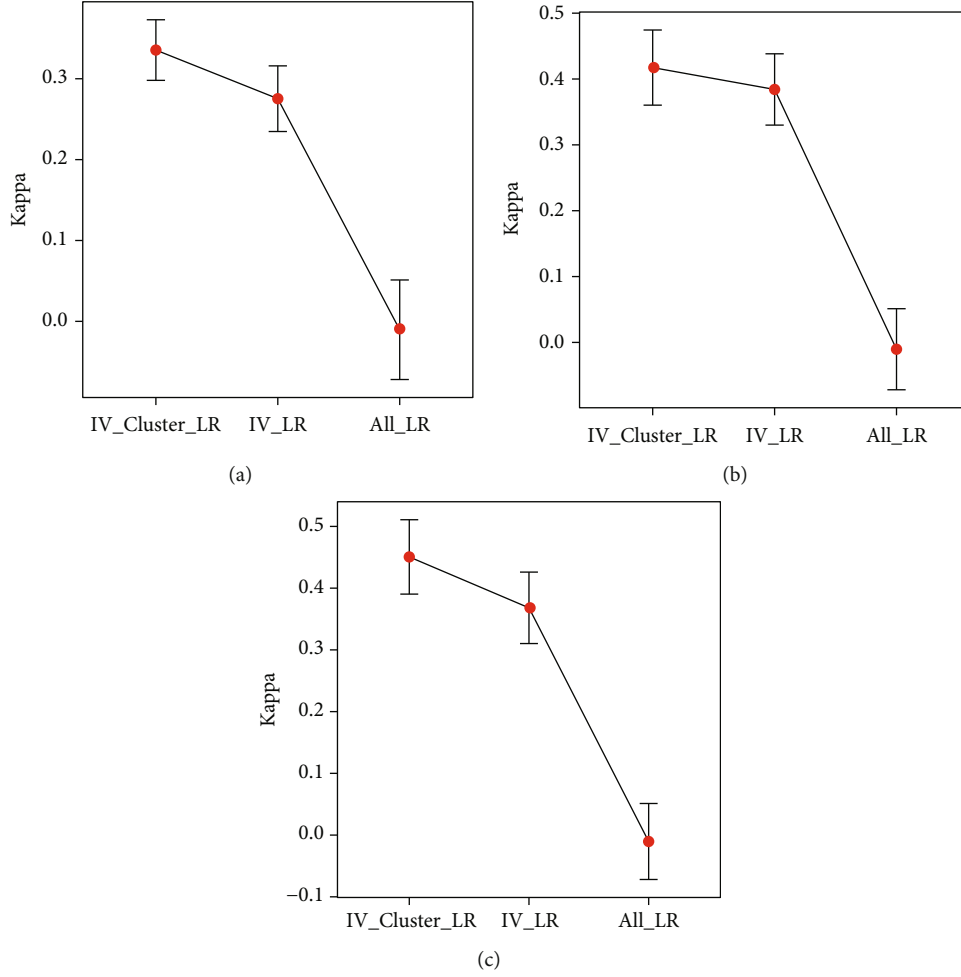 Kappa
0.3
0.2
0.1
0.0
IV_Cluster_LR IV_LR All_LR
(a)
Kappa
0.5
0.4
0.3
0.2
0.1
0.0
IV_Cluster_LR IV_LR All_LR
(b)
Kappa
0.5
0.4
0.3
0.2
0.1
0.0
−0.1
IV_Cluster_LR IV_LR All_LR
(c)